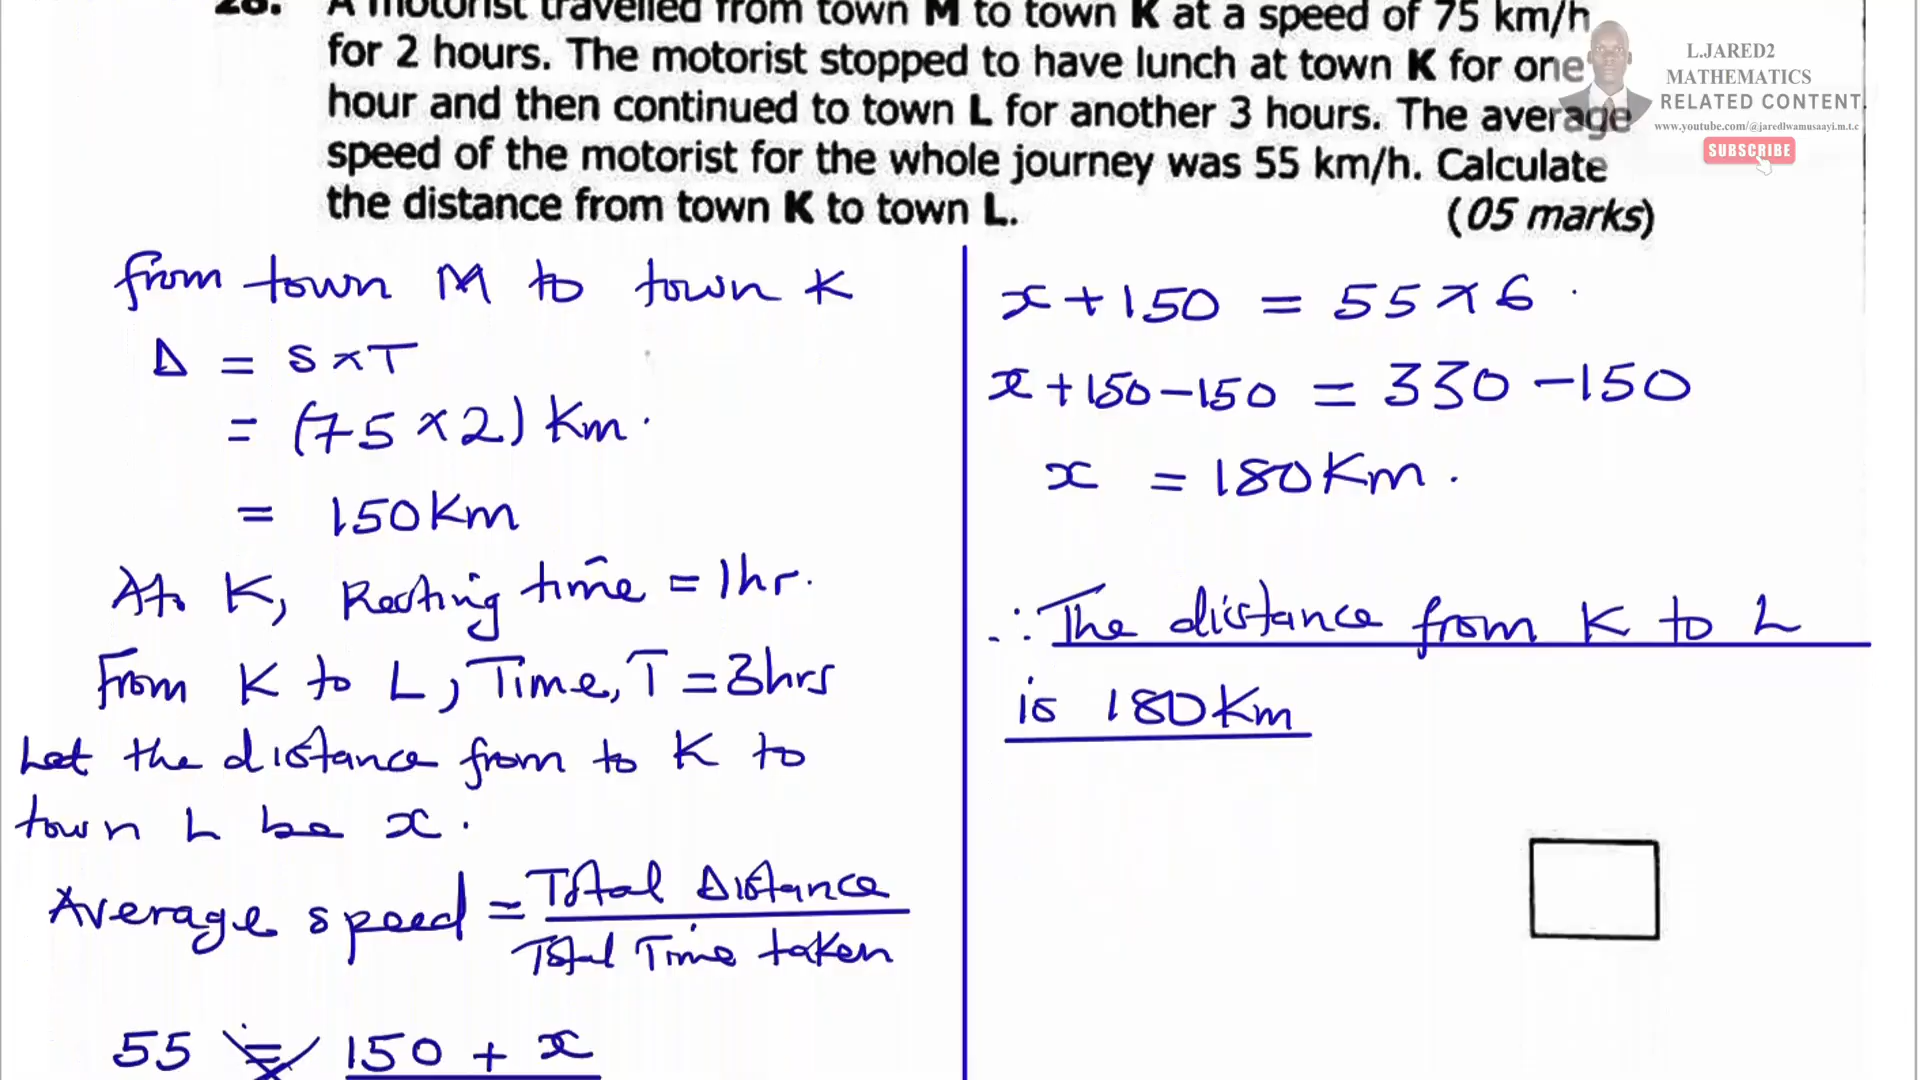 28. A motorist travelled from town M to town K at a speed of 75 km/h
for 2 hours. The motorist stopped to have lunch at town K for one
hour and then continued to town L for another 3 hours. The average
speed of the motorist for the whole journey was 55 km/h. Calculate
the distance from town K to town L.
(05 marks)
L.JARED2
MATHEMATICS
RELATED CONTENT.
www.youtube.com/@jaredlwamusaayi.m.t.c
SUBSCRIBE
from town M to town K
D = S×T
= (75 × 2) Km.
= 150Km
At K, Resting time = 1hr.
From K to L, Time, T = 3hrs
Let the distance from to K to
town L be x.
Average speed = Total Distance
Total Time taken
55 = 150 + x
x + 150 = 55 × 6.
x + 150 - 150 = 330 - 150
x = 180Km.
∴ The distance from K to L
is 180Km